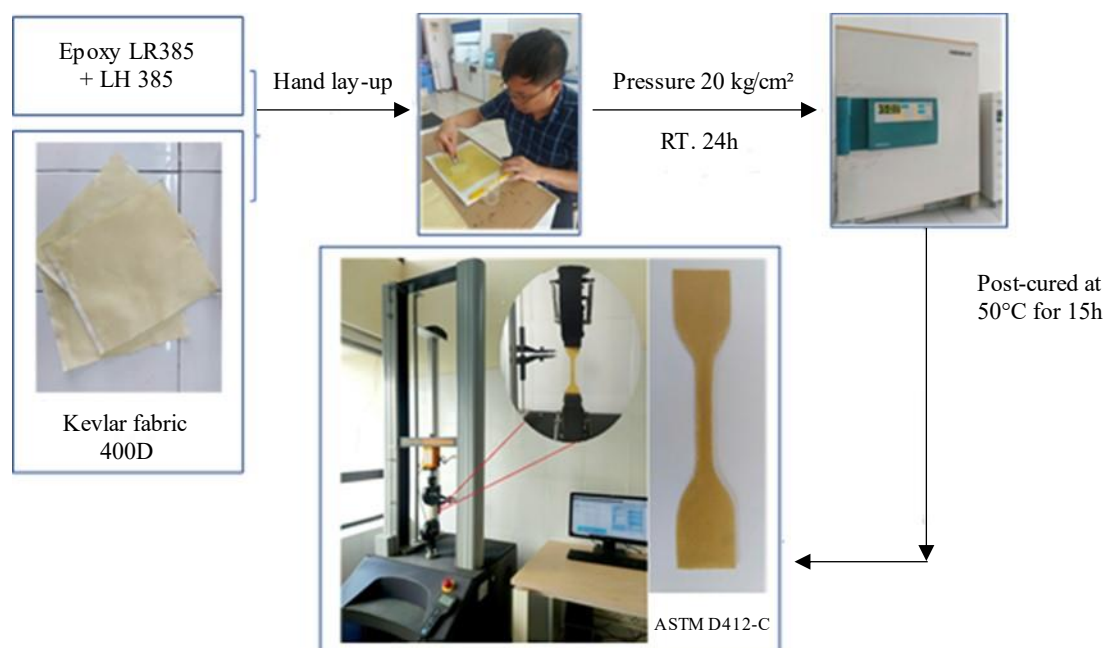 Epoxy LR385
+ LH 385
Hand lay-up
Pressure 20 kg/cm²
RT. 24h
Kevlar fabric
400D
Post-cured at
50°C for 15h
ASTM D412-C